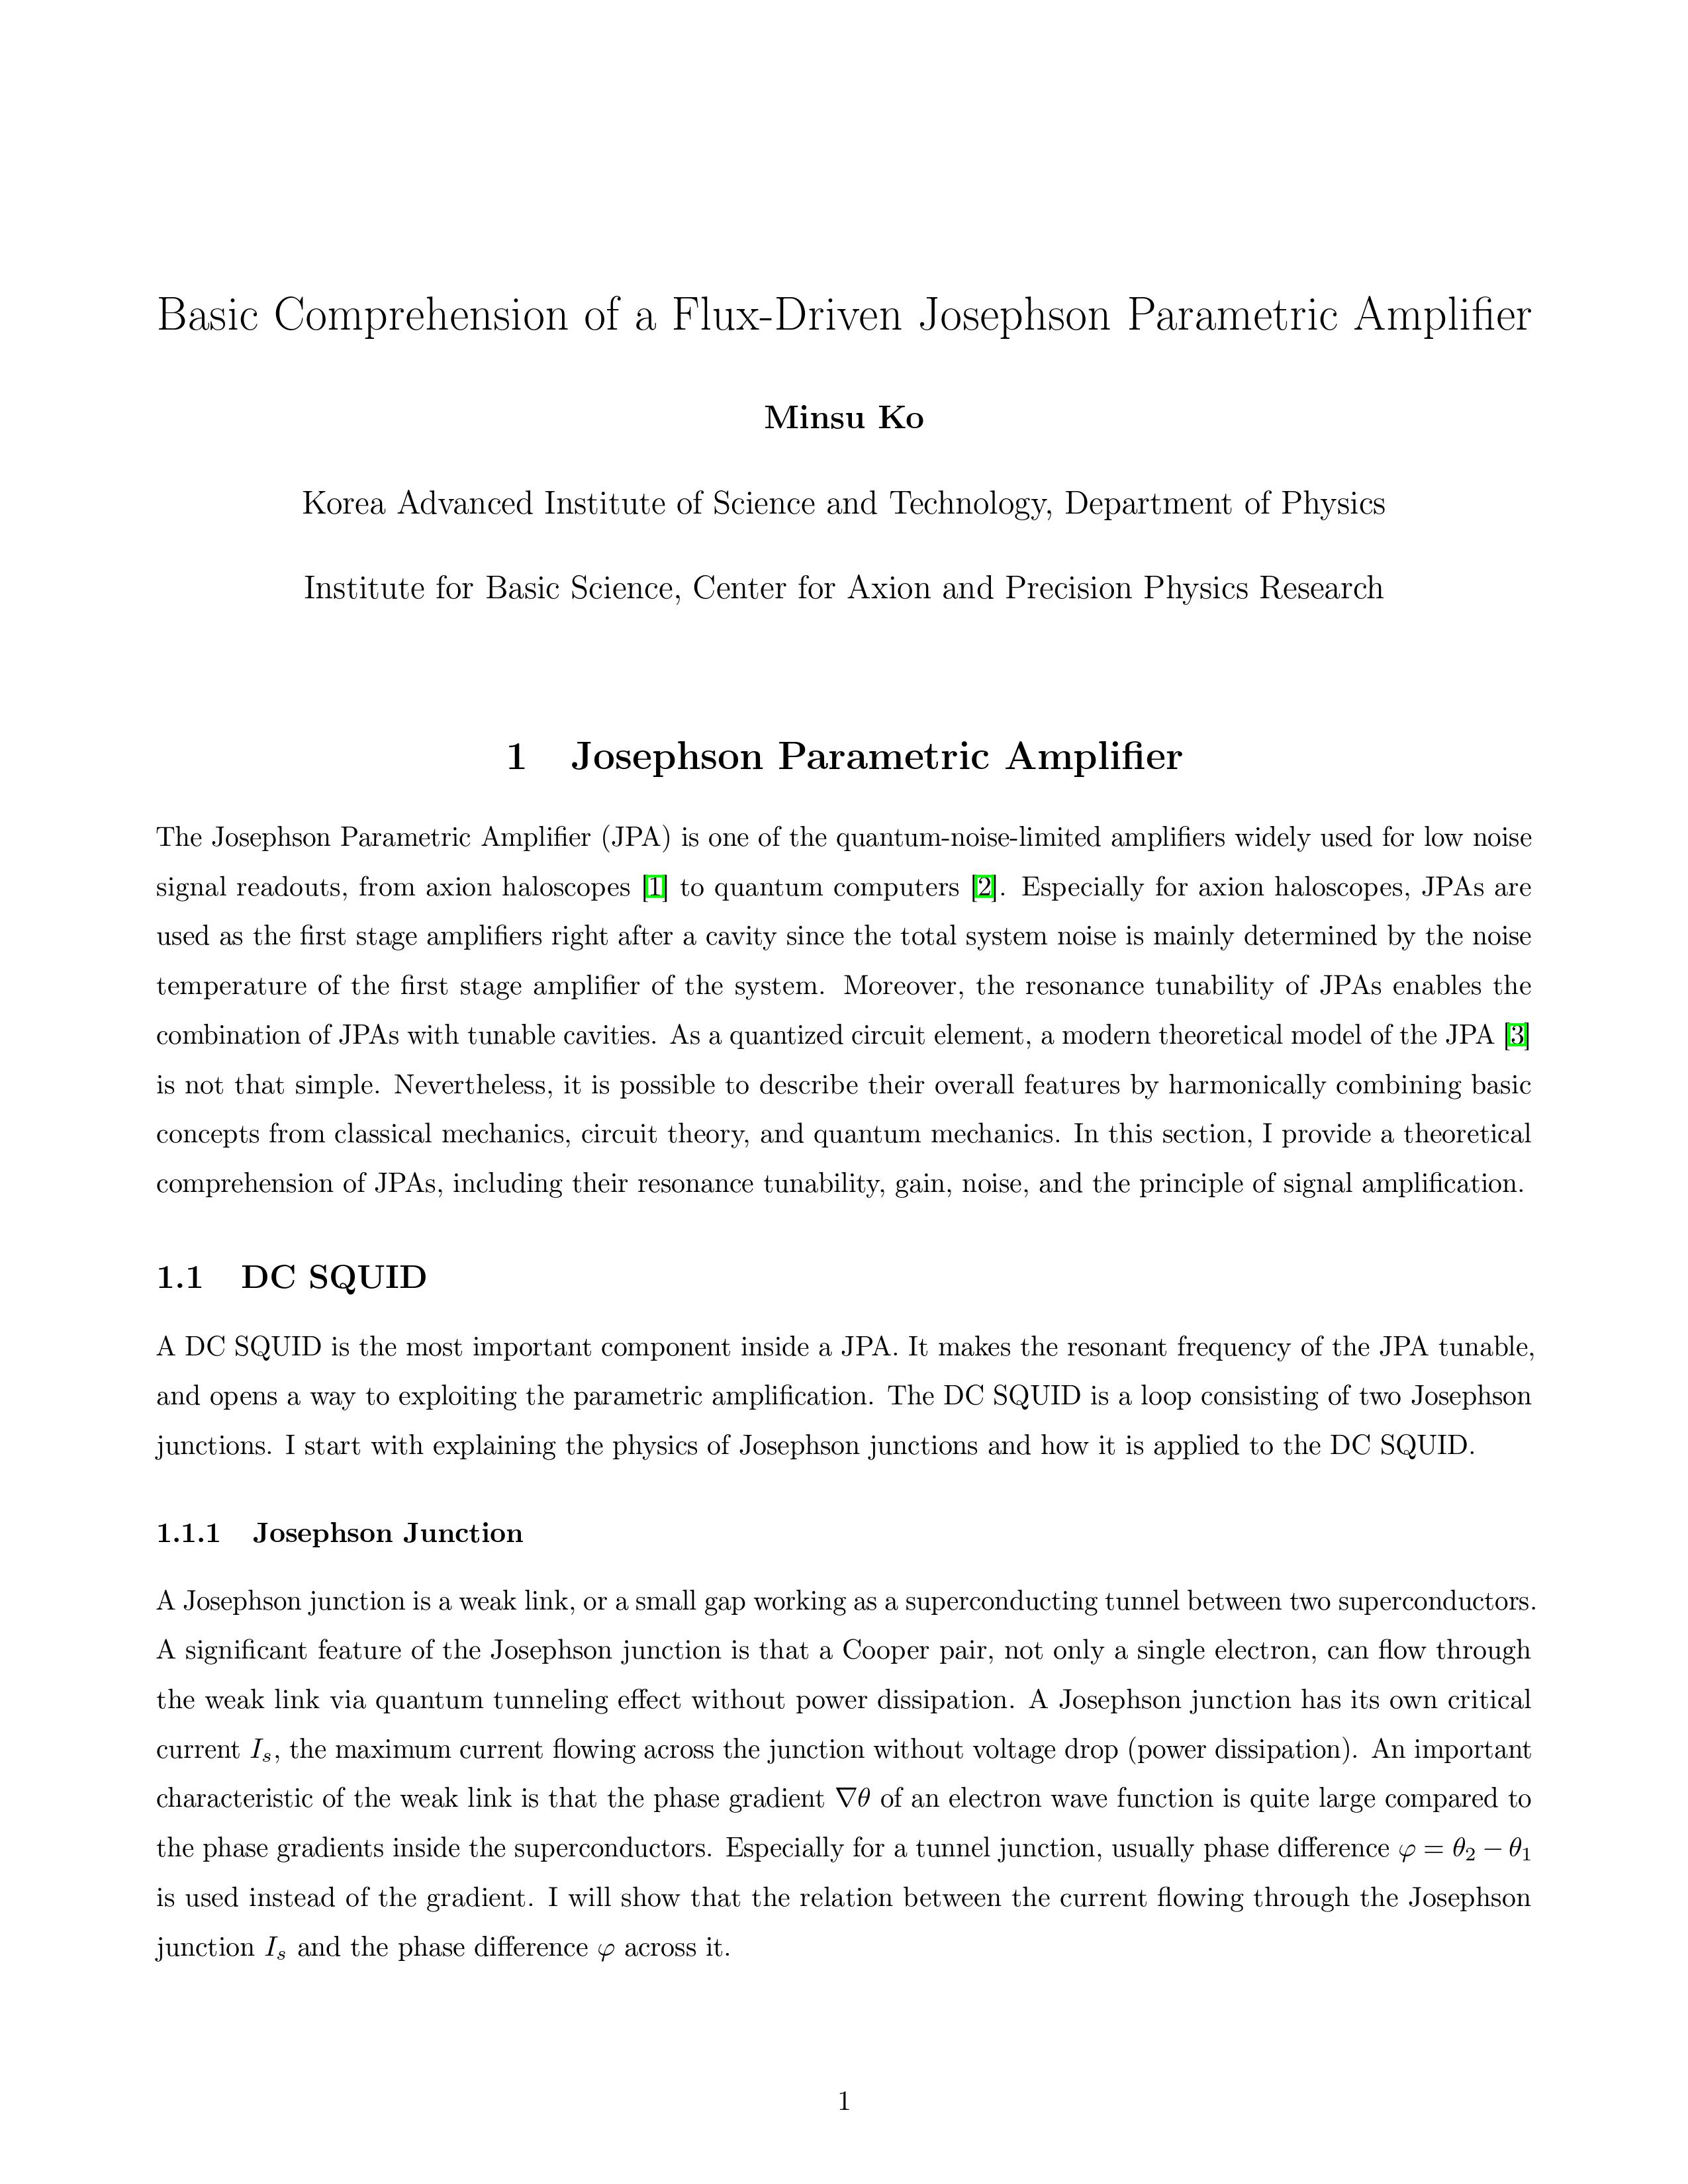 Basic Comprehension of a Flux-Driven Josephson Parametric Amplifier
Minsu Ko
Korea Advanced Institute of Science and Technology, Department of Physics
Institute for Basic Science, Center for Axion and Precision Physics Research
1 Josephson Parametric Amplifier
The Josephson Parametric Amplifier (JPA) is one of the quantum-noise-limited amplifiers widely used for low noise
signal readouts, from axion haloscopes [1] to quantum computers [2]. Especially for axion haloscopes, JPAs are
used as the first stage amplifiers right after a cavity since the total system noise is mainly determined by the noise
temperature of the first stage amplifier of the system. Moreover, the resonance tunability of JPAs enables the
combination of JPAs with tunable cavities. As a quantized circuit element, a modern theoretical model of the JPA [3]
is not that simple. Nevertheless, it is possible to describe their overall features by harmonically combining basic
concepts from classical mechanics, circuit theory, and quantum mechanics. In this section, I provide a theoretical
comprehension of JPAs, including their resonance tunability, gain, noise, and the principle of signal amplification.
1.1 DC SQUID
A DC SQUID is the most important component inside a JPA. It makes the resonant frequency of the JPA tunable,
and opens a way to exploiting the parametric amplification. The DC SQUID is a loop consisting of two Josephson
junctions. I start with explaining the physics of Josephson junctions and how it is applied to the DC SQUID.
1.1.1 Josephson Junction
A Josephson junction is a weak link, or a small gap working as a superconducting tunnel between two superconductors.
A significant feature of the Josephson junction is that a Cooper pair, not only a single electron, can flow through
the weak link via quantum tunneling effect without power dissipation. A Josephson junction has its own critical
current I_s, the maximum current flowing across the junction without voltage drop (power dissipation). An important
characteristic of the weak link is that the phase gradient ∇θ of an electron wave function is quite large compared to
the phase gradients inside the superconductors. Especially for a tunnel junction, usually phase difference φ = θ₂ − θ₁
is used instead of the gradient. I will show that the relation between the current flowing through the Josephson
junction I_s and the phase difference φ across it.
1